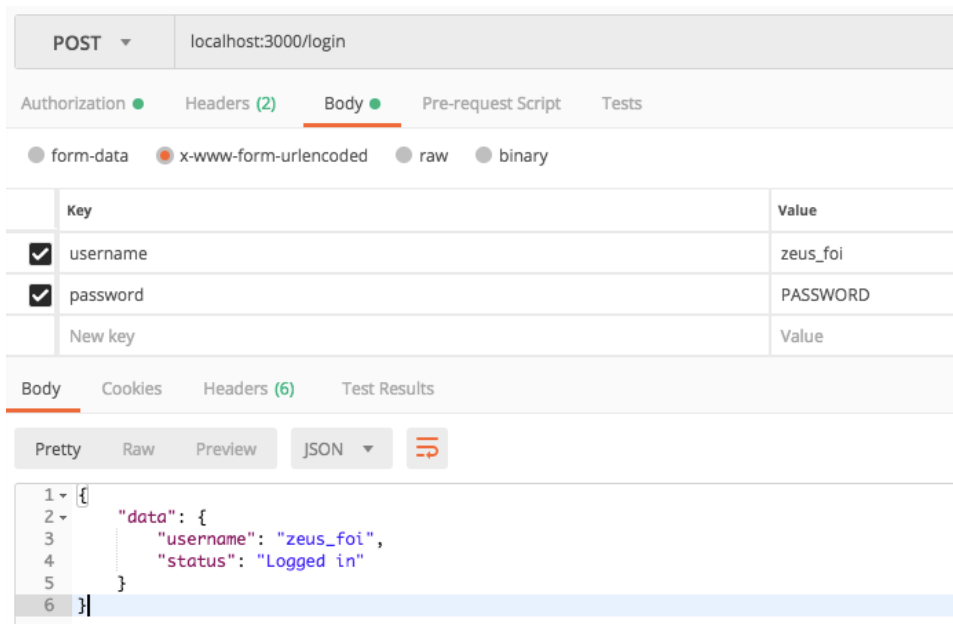 POST localhost:3000/login
Authorization Headers (2) Body Pre-request Script Tests
form-data x-www-form-urlencoded raw binary
Key Value
username zeus_foi
password PASSWORD
New key Value
Body Cookies Headers (6) Test Results
Pretty Raw Preview JSON
1 {
2 "data": {
3 "username": "zeus_foi",
4 "status": "Logged in"
5 }
6 }